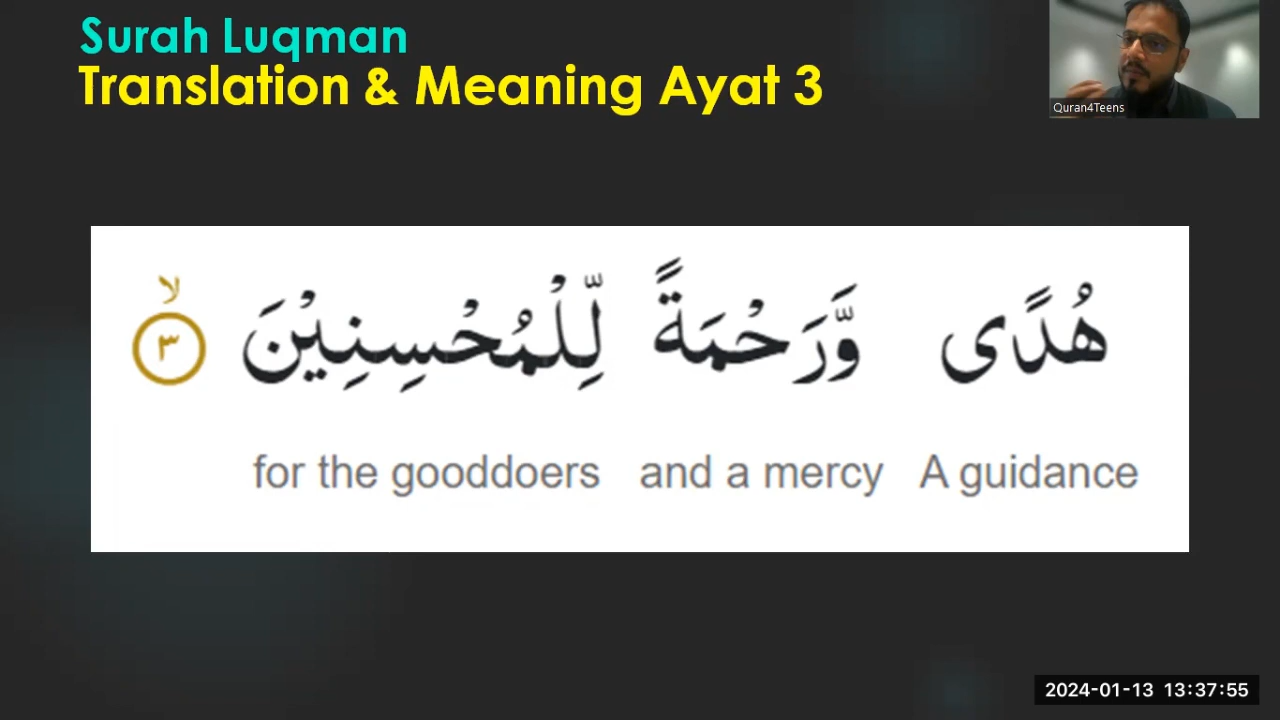 Surah Luqman
Translation & Meaning Ayat 3
Quran4Teens
هُدًى وَّرَحْمَةً لِّلْمُحْسِنِيْنَ ۙ ٣
for the gooddoers and a mercy A guidance
2024-01-13 13:37:55